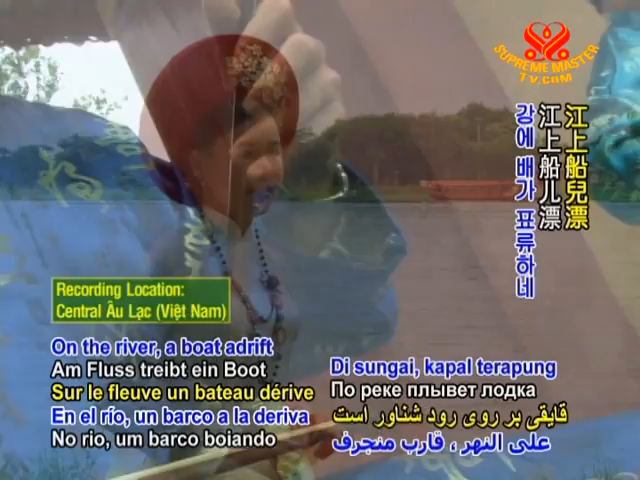 SUPREME MASTER
TV.COM
江上船兒漂
江上船儿漂
강에 배가 표류하네
Recording Location:
Central Âu Lạc (Việt Nam)
On the river, a boat adrift
Am Fluss treibt ein Boot
Sur le fleuve un bateau dérive
En el río, un barco a la deriva
No rio, um barco boiando
Di sungai, kapal terapung
По реке плывет лодка
قایقی بر روی رود شناور است
على النهر ، قارب منجرف